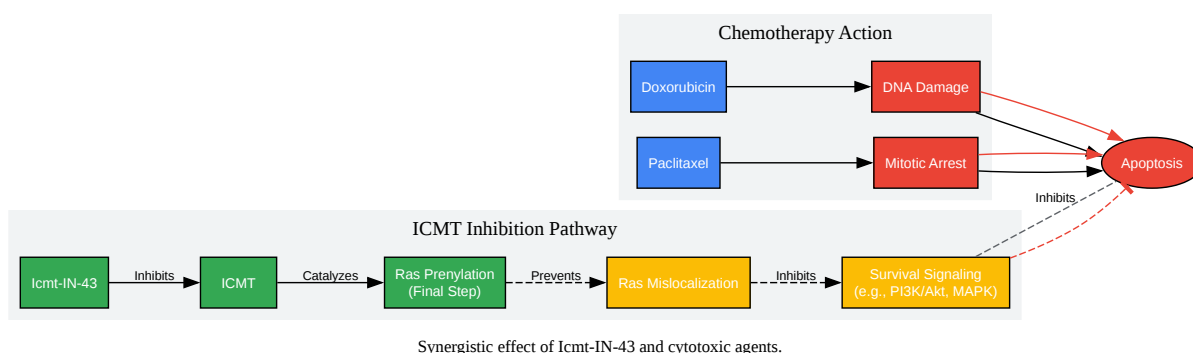 Chemotherapy Action
Doxorubicin
DNA Damage
Paclitaxel
Mitotic Arrest
Apoptosis
Inhibits
ICMT Inhibition Pathway
Icmt-IN-43
Inhibits
ICMT
Catalyzes
Ras Prenylation
(Final Step)
Prevents
Ras Mislocalization
Inhibits
Survival Signaling
(e.g., PI3K/Akt, MAPK)
Synergistic effect of Icmt-IN-43 and cytotoxic agents.